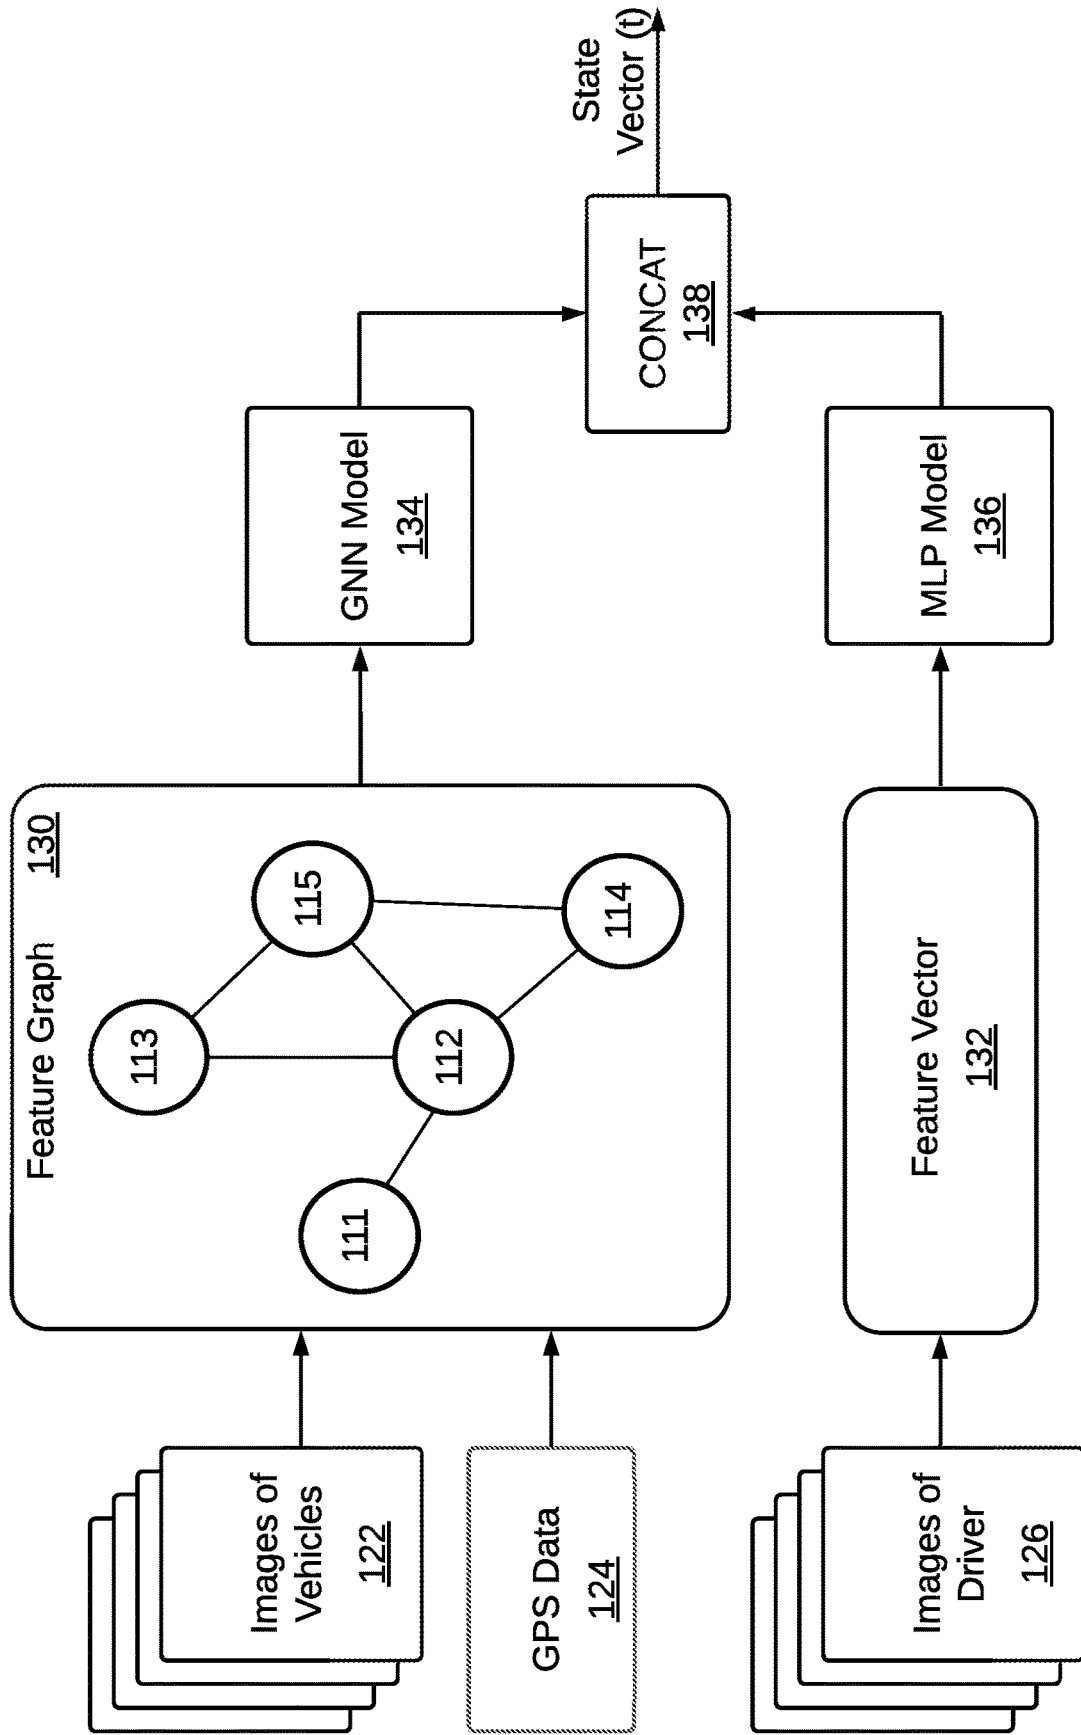 Images of
Vehicles
122
GPS Data
124
Images of
Driver
126
Feature Graph
130
111
113
112
115
114
Feature Vector
132
GNN Model
134
MLP Model
136
CONCAT
138
State
Vector (t)